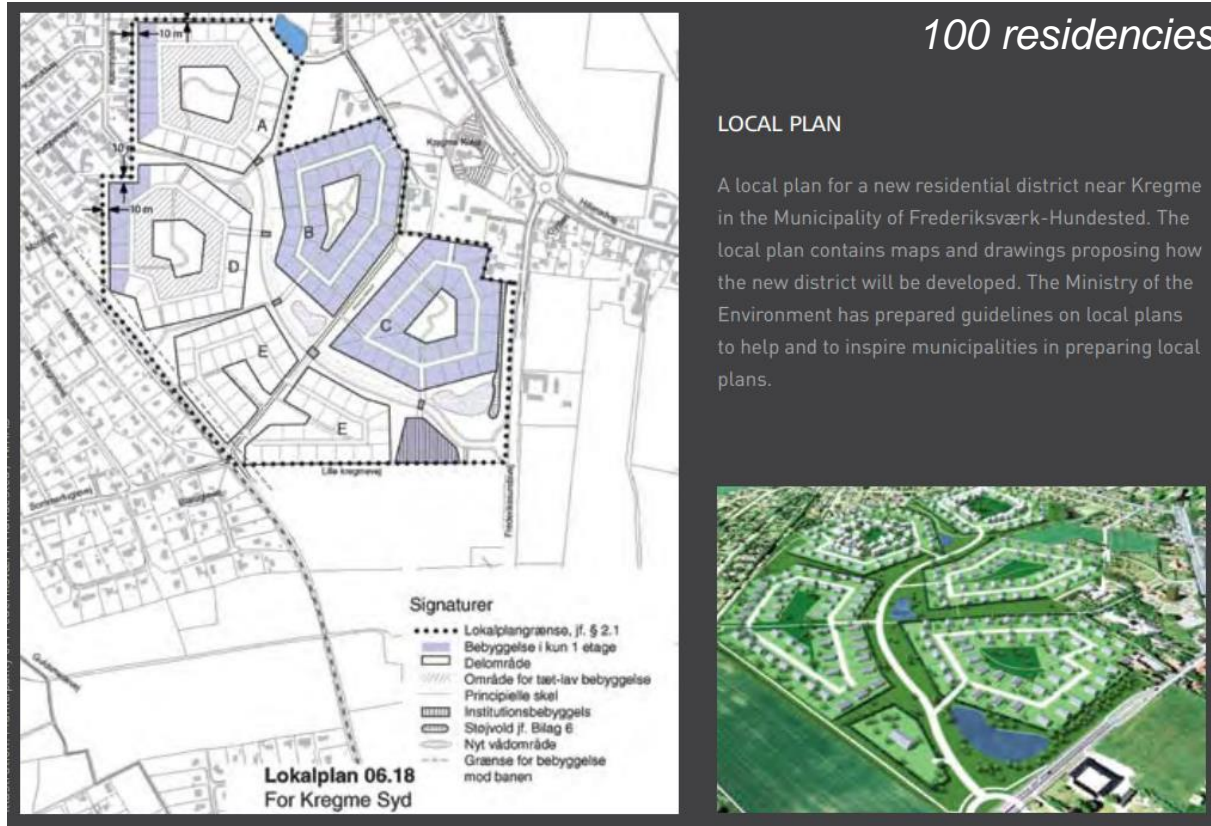 100 residencies
LOCAL PLAN
A local plan for a new residential district near Kregme
in the Municipality of Frederiksværk-Hundested. The
local plan contains maps and drawings proposing how
the new district will be developed. The Ministry of the
Environment has prepared guidelines on local plans
to help and to inspire municipalities in preparing local
plans.
10 m
A
10 m
Kregme
B
10 m
D
C
E
E
Lille kregmevej
Frederikssundsvej
Signaturer
Lokalplangrænse, jf. § 2.1
Bebyggelse i kun 1 etage
Delområde
Område for tæt-lav bebyggelse
Principielle skel
Institutionsbebyggels
Støjvold jf. Bilag 6
Nyt vådområde
Grænse for bebyggelse
mod banen
Lokalplan 06.18
For Kregme Syd